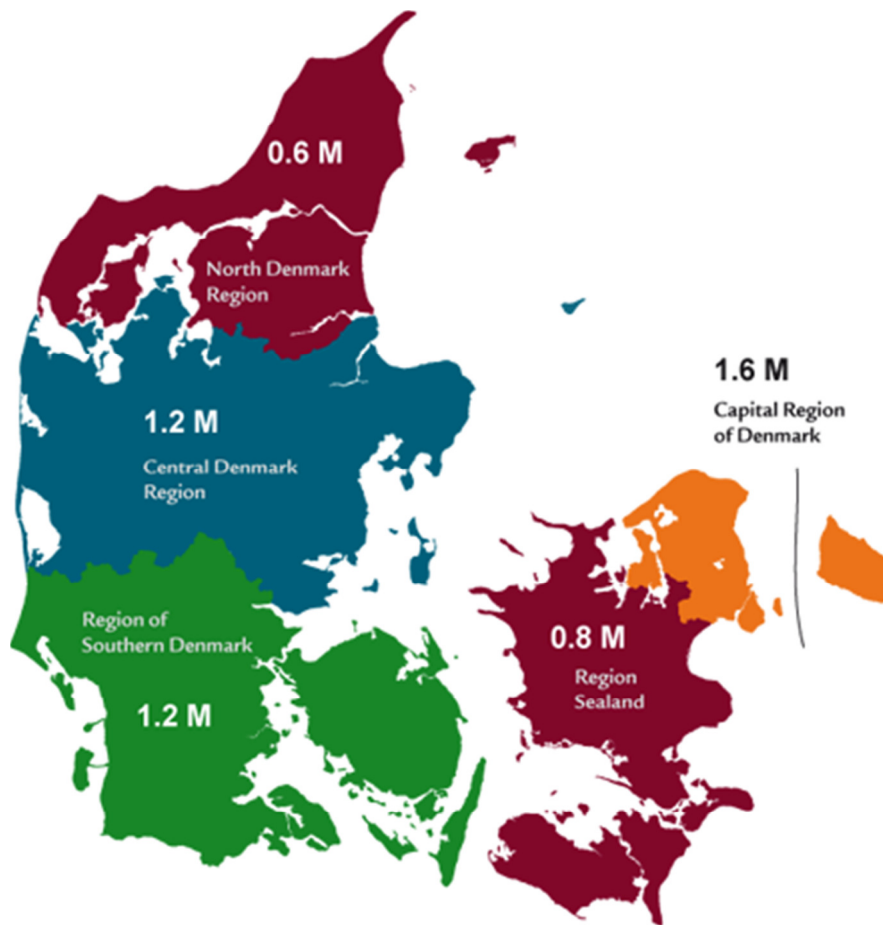 0.6 M
North Denmark
Region
1.6 M
Capital Region
of Denmark
1.2 M
Central Denmark
Region
Region of
Southern Denmark
1.2 M
0.8 M
Region
Sealand